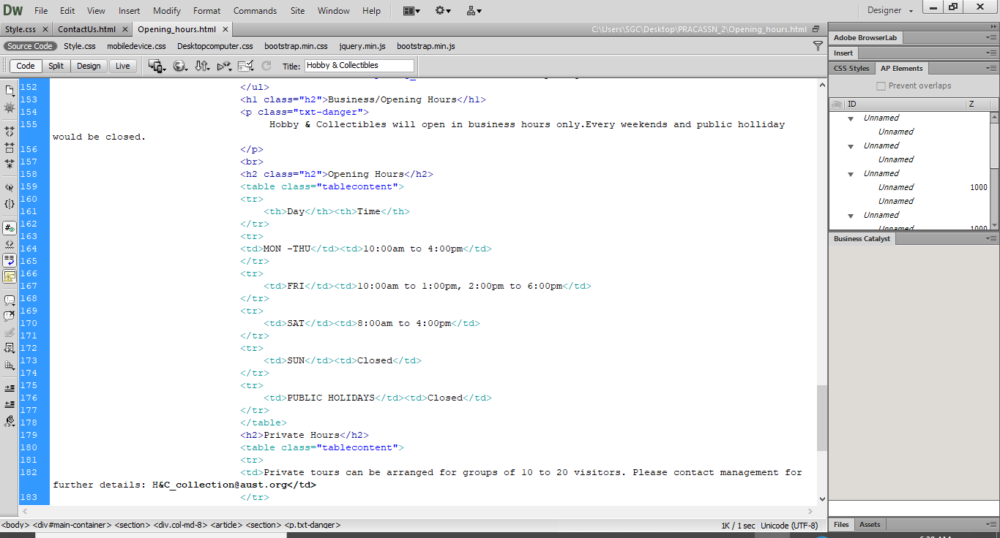 Dw File Edit View Insert Modify Format Commands Site Window Help Designer
Style.css × ContactUs.html × Opening_hours.html × C:\Users\SGC\Desktop\PRACASSN_2\Opening_hours.html
Source Code Style.css mobiledevice.css Desktopcomputer.css bootstrap.min.css jquery.min.js bootstrap.min.js
Code Split Design Live Title: Hobby & Collectibles
152 </ul>
153 <h1 class="h2">Business/Opening Hours</h1>
154 <p class="txt-danger">
155 Hobby & Collectibles will open in business hours only.Every weekends and public holliday
would be closed.
156 </p>
157 <br>
158 <h2 class="h2">Opening Hours</h2>
159 <table class="tablecontent">
160 <tr>
161 <th>Day</th><th>Time</th>
162 </tr>
163 <tr>
164 <td>MON -THU</td><td>10:00am to 4:00pm</td>
165 </tr>
166 <tr>
167 <td>FRI</td><td>10:00am to 1:00pm, 2:00pm to 6:00pm</td>
168 </tr>
169 <tr>
170 <td>SAT</td><td>8:00am to 4:00pm</td>
171 </tr>
172 <tr>
173 <td>SUN</td><td>Closed</td>
174 </tr>
175 <tr>
176 <td>PUBLIC HOLIDAYS</td><td>Closed</td>
177 </tr>
178 </table>
179 <h2>Private Hours</h2>
180 <table class="tablecontent">
181 <tr>
182 <td>Private tours can be arranged for groups of 10 to 20 visitors. Please contact management for
further details: H&C_collection@aust.org</td>
183 </tr>
<body> <div#main-container> <section> <div.col-md-8> <article> <section> <p.txt-danger> 1K / 1 sec Unicode (UTF-8)
Adobe BrowserLab
Insert
CSS Styles AP Elements
Prevent overlaps
ID Z
Unnamed
Unnamed
Unnamed
Unnamed
Unnamed
Unnamed 1000
Unnamed
Unnamed
Unnamed 1000
Business Catalyst
Files Assets